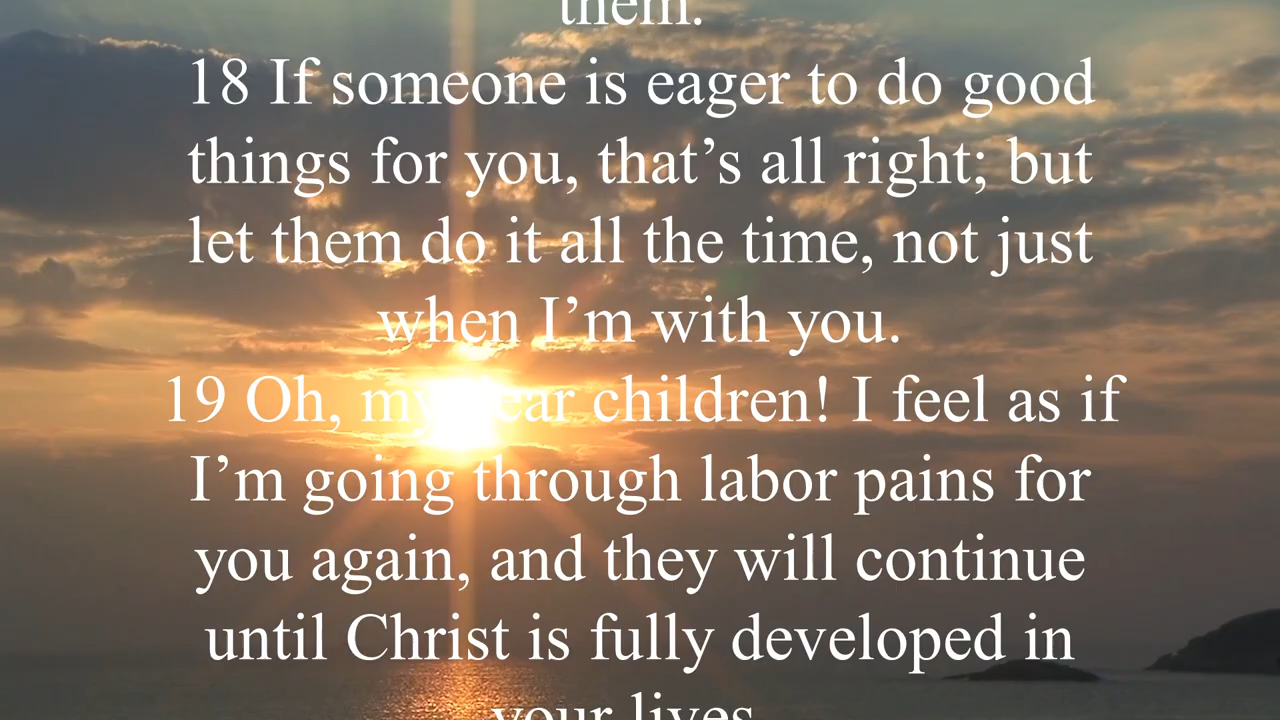 them.
18 If someone is eager to do good
things for you, that’s all right; but
let them do it all the time, not just
when I’m with you.
19 Oh, my dear children! I feel as if
I’m going through labor pains for
you again, and they will continue
until Christ is fully developed in
your lives.